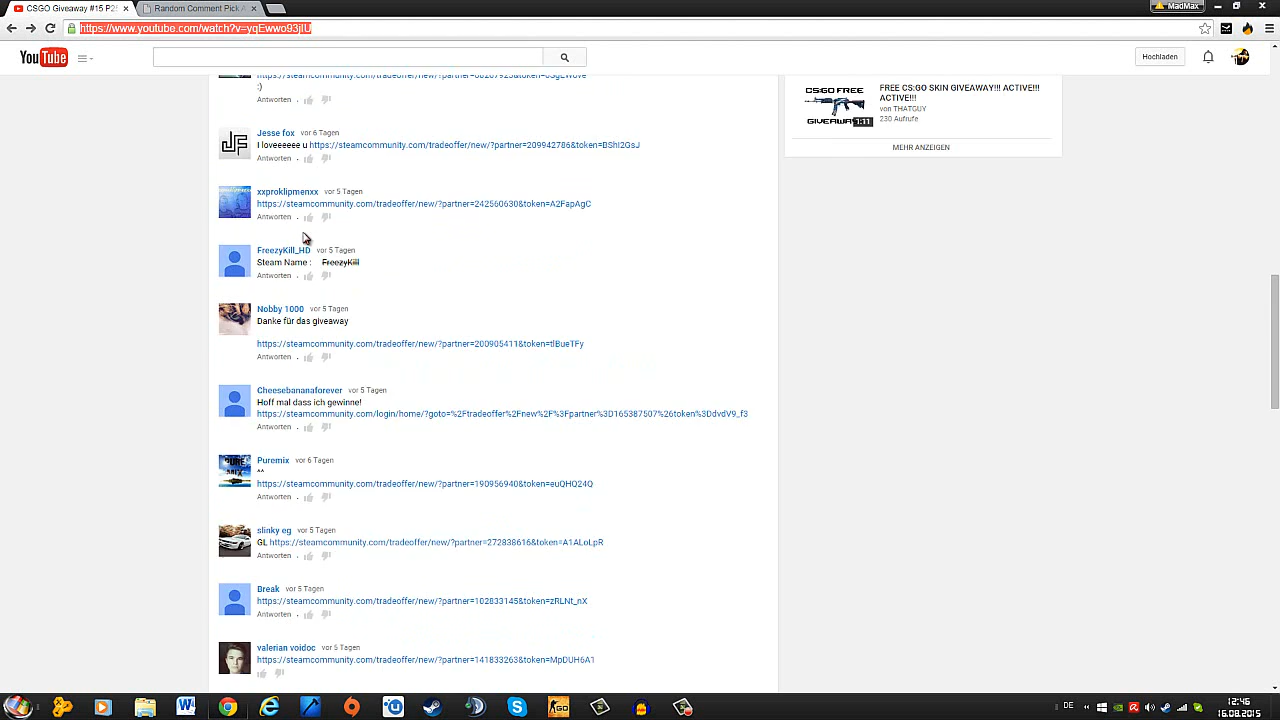 CSGO Giveaway #15 P2
Random Comment Pick
MadMax
https://www.youtube.com/watch?v=yqEwwo93jIU
YouTube
Hochladen
:)
Antworten
CS:GO FREE
GIVEAWAY
1:11
FREE CS:GO SKIN GIVEAWAY!!! ACTIVE!!!
ACTIVE!!!
von THATGUY
230 Aufrufe
MEHR ANZEIGEN
Jesse fox vor 6 Tagen
I loveeeeee u https://steamcommunity.com/tradeoffer/new/?partner=209942786&token=BShI2GsJ
Antworten
xxproklipmenxx vor 5 Tagen
https://steamcommunity.com/tradeoffer/new/?partner=242560630&token=A2FapAgC
Antworten
FreezyKill_HD vor 5 Tagen
Steam Name : FreezyKill
Antworten
Nobby 1000 vor 5 Tagen
Danke für das giveaway
https://steamcommunity.com/tradeoffer/new/?partner=200905411&token=tlBueTFy
Antworten
Cheesebananaforever vor 5 Tagen
Hoff mal dass ich gewinne!
https://steamcommunity.com/login/home/?goto=%2Ftradeoffer%2Fnew%2F%3Fpartner%3D165387507%26token%3DdvdV9_f3
Antworten
PURE MIX
Puremix vor 6 Tagen
^^
https://steamcommunity.com/tradeoffer/new/?partner=190956940&token=euQHQ24Q
Antworten
slinky eg vor 5 Tagen
GL https://steamcommunity.com/tradeoffer/new/?partner=272838616&token=A1ALoLpR
Antworten
Break vor 5 Tagen
https://steamcommunity.com/tradeoffer/new/?partner=102833145&token=zRLNt_nX
Antworten
valerian voidoc vor 5 Tagen
https://steamcommunity.com/tradeoffer/new/?partner=141833263&token=MpDUH6A1
DE
12:46
16.08.2015